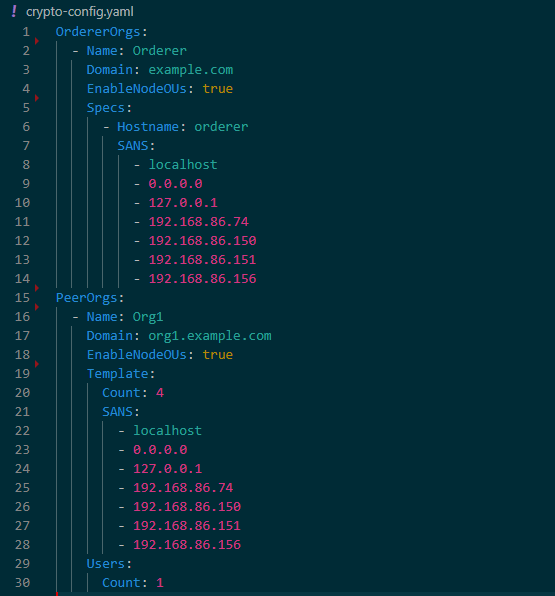 ! crypto-config.yaml
1 OrdererOrgs:
2 - Name: Orderer
3 Domain: example.com
4 EnableNodeOUs: true
5 Specs:
6 - Hostname: orderer
7 SANS:
8 - localhost
9 - 0.0.0.0
10 - 127.0.0.1
11 - 192.168.86.74
12 - 192.168.86.150
13 - 192.168.86.151
14 - 192.168.86.156
15 PeerOrgs:
16 - Name: Org1
17 Domain: org1.example.com
18 EnableNodeOUs: true
19 Template:
20 Count: 4
21 SANS:
22 - localhost
23 - 0.0.0.0
24 - 127.0.0.1
25 - 192.168.86.74
26 - 192.168.86.150
27 - 192.168.86.151
28 - 192.168.86.156
29 Users:
30 Count: 1